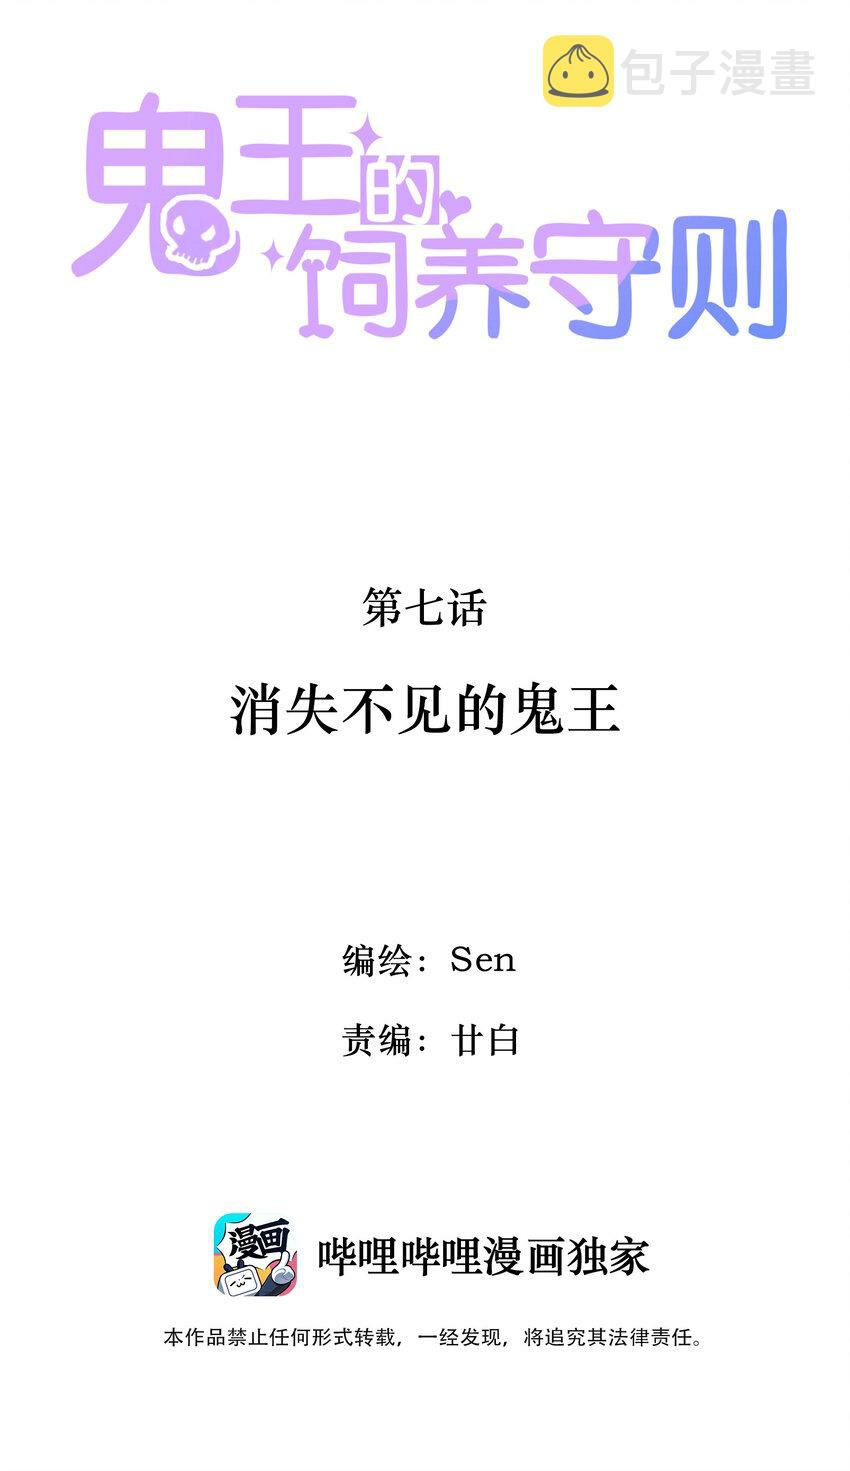 包子漫畫
鬼王的
饲养守则
第七话
消失不见的鬼王
编绘：Sen
责编：廿白
漫画
哔哩哔哩漫画独家
本作品禁止任何形式转载，一经发现，将追究其法律责任。